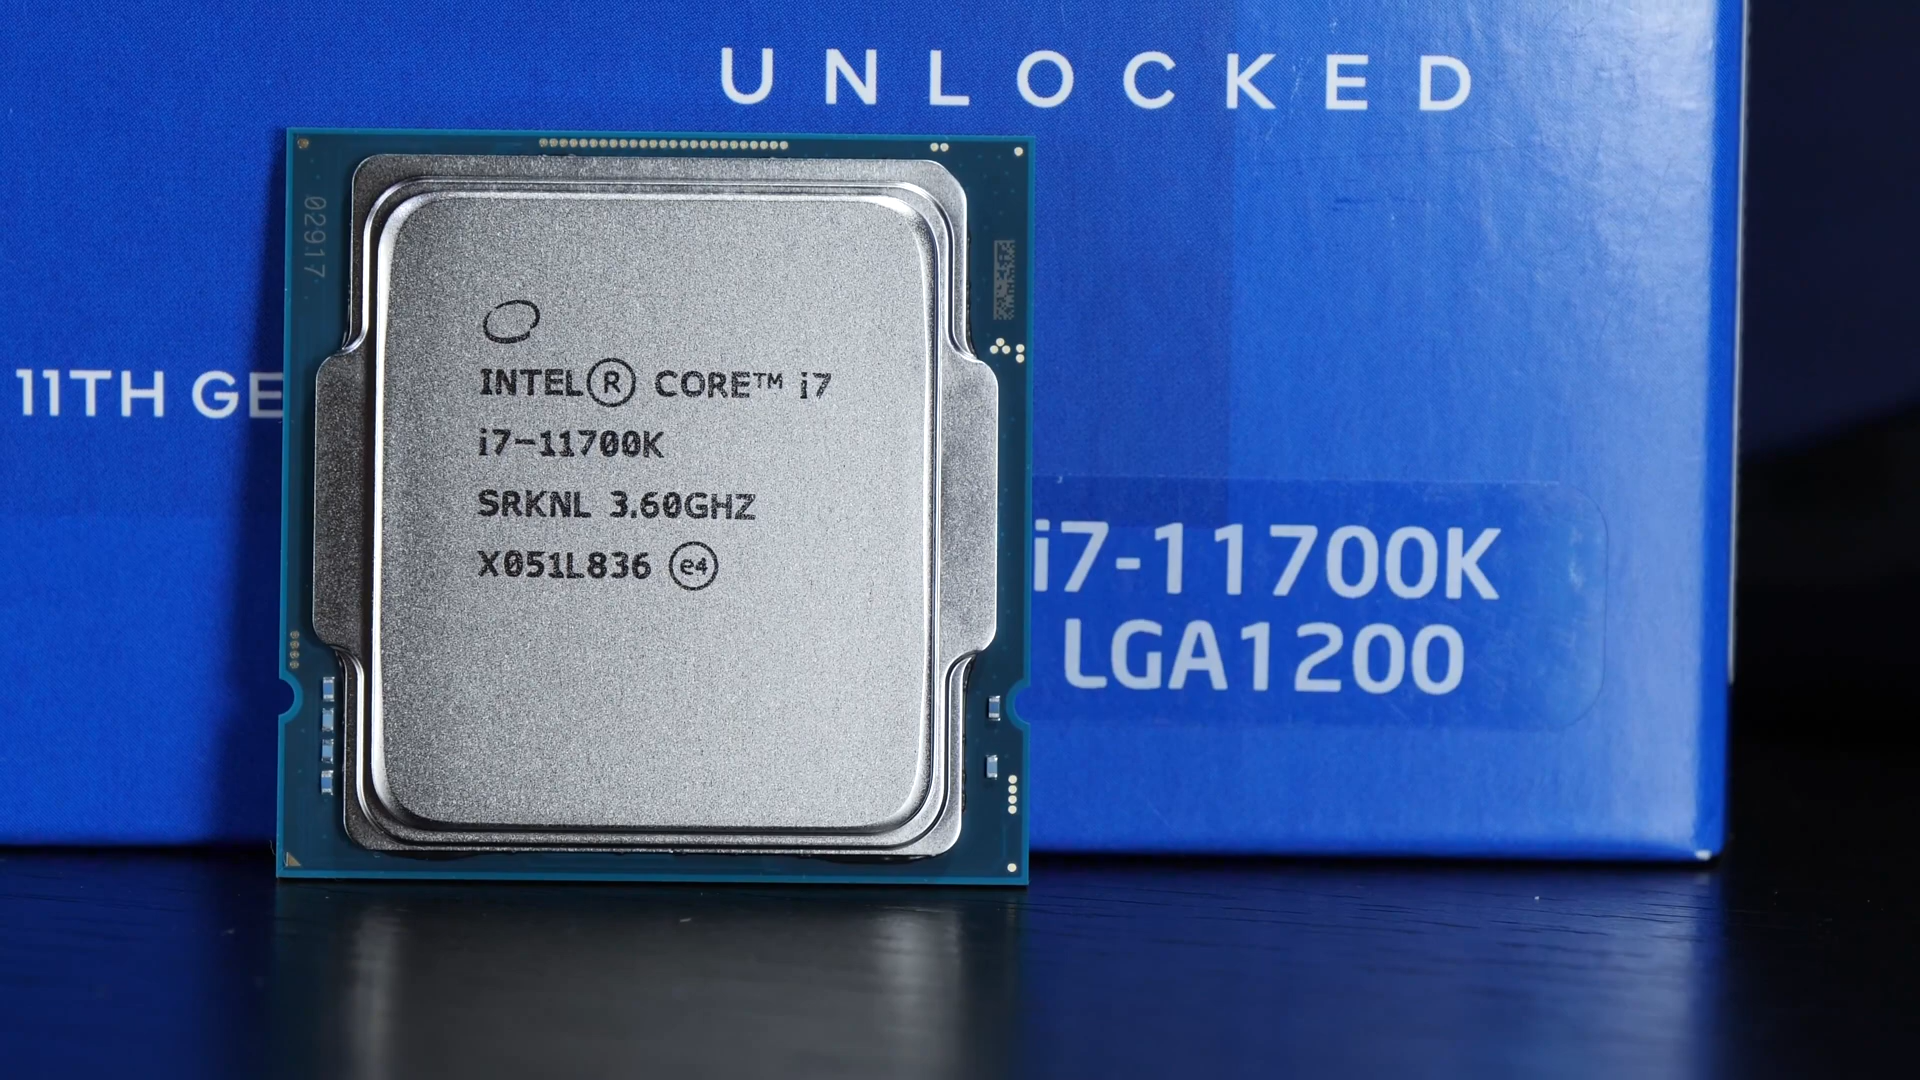 UNLOCKED
02917
11TH GE
INTEL® CORE™ i7
i7-11700K
SRKNL 3.60GHZ
X051L836 e4
i7-11700K
LGA1200